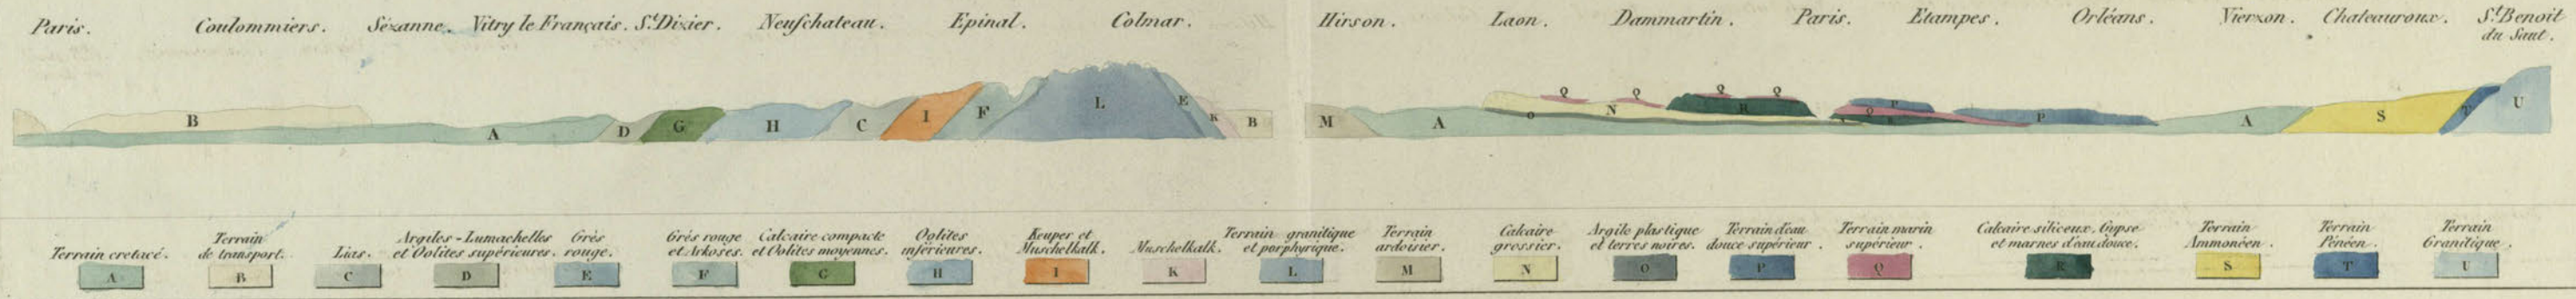 Paris. Coulommiers. Sézanne. Vitry le Français. St. Dizier. Neufchateau. Epinal. Colmar. Hirson. Laon. Dammartin. Paris. Etampes. Orléans. Vierzon. Chateauroux. St. Benoit
du Saut.
B A D G H C I F L E K B M A O N Q Q R Q Q P Q P A S T U
Terrain cretacé. Terrain
de transport. Lias. Argiles-Lumachelles
et Oolites supérieures. Grès
rouge. Grès rouge
et Arkoses. Calcaire compacte
et Oolites moyennes. Oolites
inférieures. Keuper et
Muschelkalk. Muschelkalk. Terrain granitique
et porphyrique. Terrain
ardoisier. Calcaire
grossier. Argile plastique
et terres noires. Terrain d'eau
douce supérieur. Terrain marin
supérieur. Calcaire siliceux. Gypse
et marnes d'eau douce. Terrain
Ammonéen. Terrain
Pénéen. Terrain
Granitique.
A B C D E F G H I K L M N O P Q R S T U